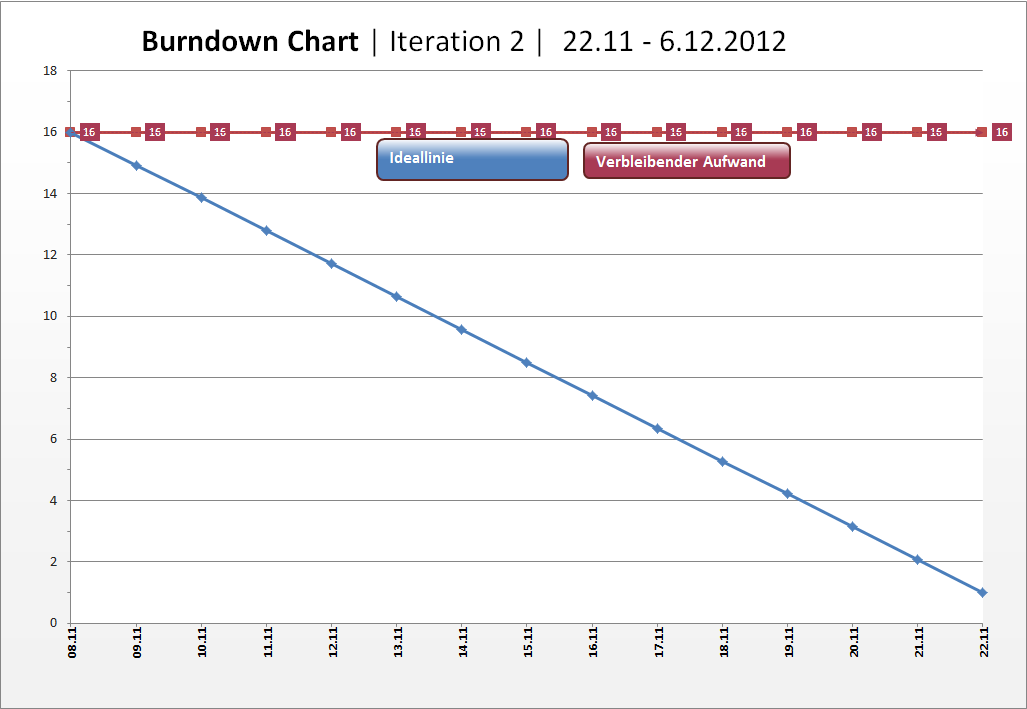 Burndown Chart | Iteration 2 | 22.11 - 6.12.2012
18
16
16 16 16 16 16 16 16 16 16 16 16 16 16 16 16
Ideallinie
Verbleibender Aufwand
14
12
10
8
6
4
2
0
08.11 09.11 10.11 11.11 12.11 13.11 14.11 15.11 16.11 17.11 18.11 19.11 20.11 21.11 22.11